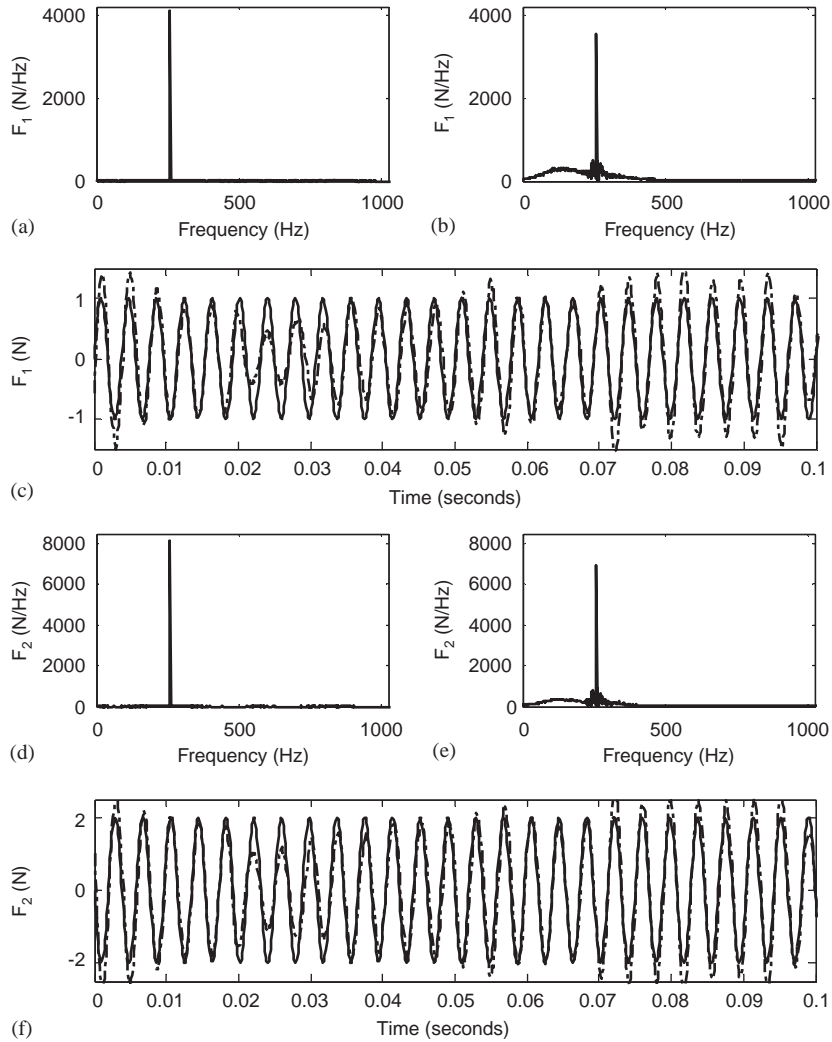 4000
2000
0
F1 (N/Hz)
0 500 1000
Frequency (Hz)
(a)
4000
2000
0
F1 (N/Hz)
0 500 1000
Frequency (Hz)
(b)
1
0
-1
F1 (N)
0 0.01 0.02 0.03 0.04 0.05 0.06 0.07 0.08 0.09 0.1
Time (seconds)
(c)
8000
6000
4000
2000
0
F2 (N/Hz)
0 500 1000
Frequency (Hz)
(d)
8000
6000
4000
2000
0
F2 (N/Hz)
0 500 1000
Frequency (Hz)
(e)
2
0
-2
F2 (N)
0 0.01 0.02 0.03 0.04 0.05 0.06 0.07 0.08 0.09 0.1
Time (seconds)
(f)